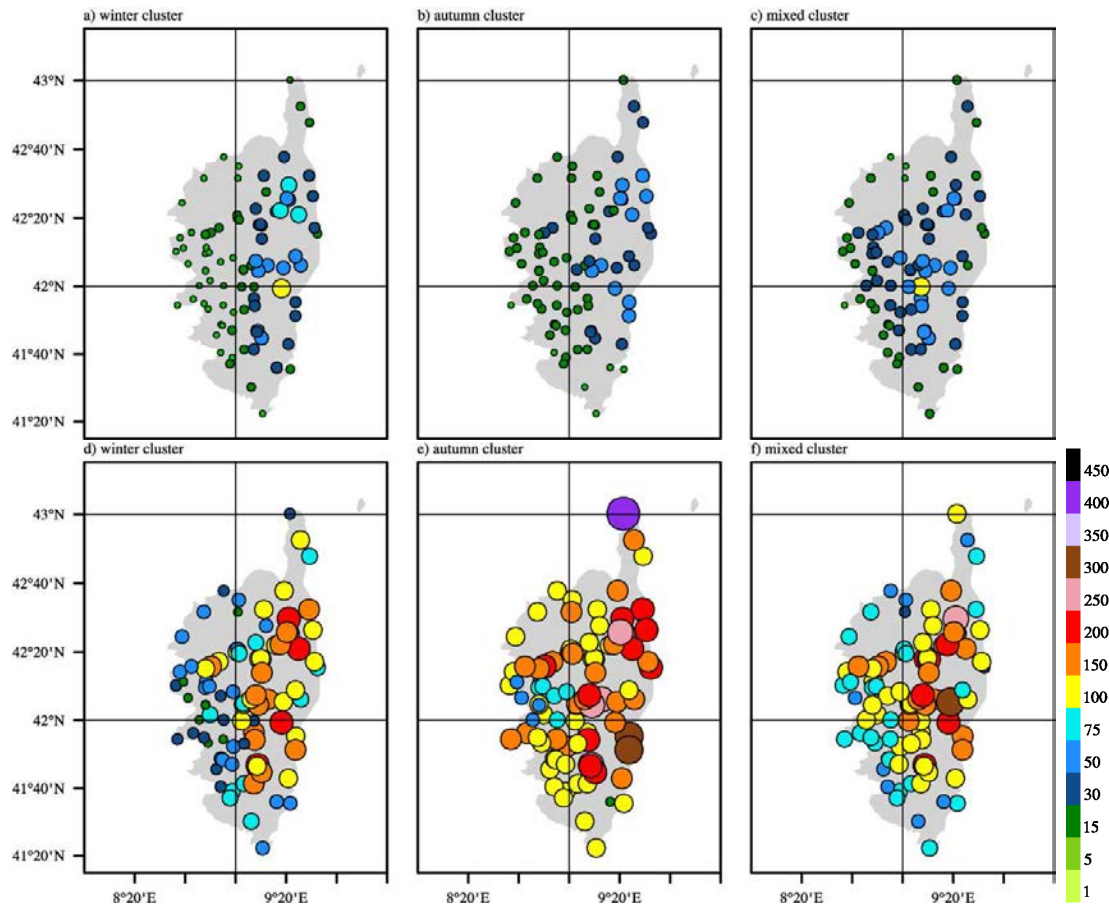 a) winter cluster
b) autumn cluster
c) mixed cluster
43°N
42°40'N
42°20'N
42°N
41°40'N
41°20'N
d) winter cluster
e) autumn cluster
f) mixed cluster
43°N
42°40'N
42°20'N
42°N
41°40'N
41°20'N
8°20'E
9°20'E
8°20'E
9°20'E
8°20'E
9°20'E
450
400
350
300
250
200
150
100
75
50
30
15
5
1